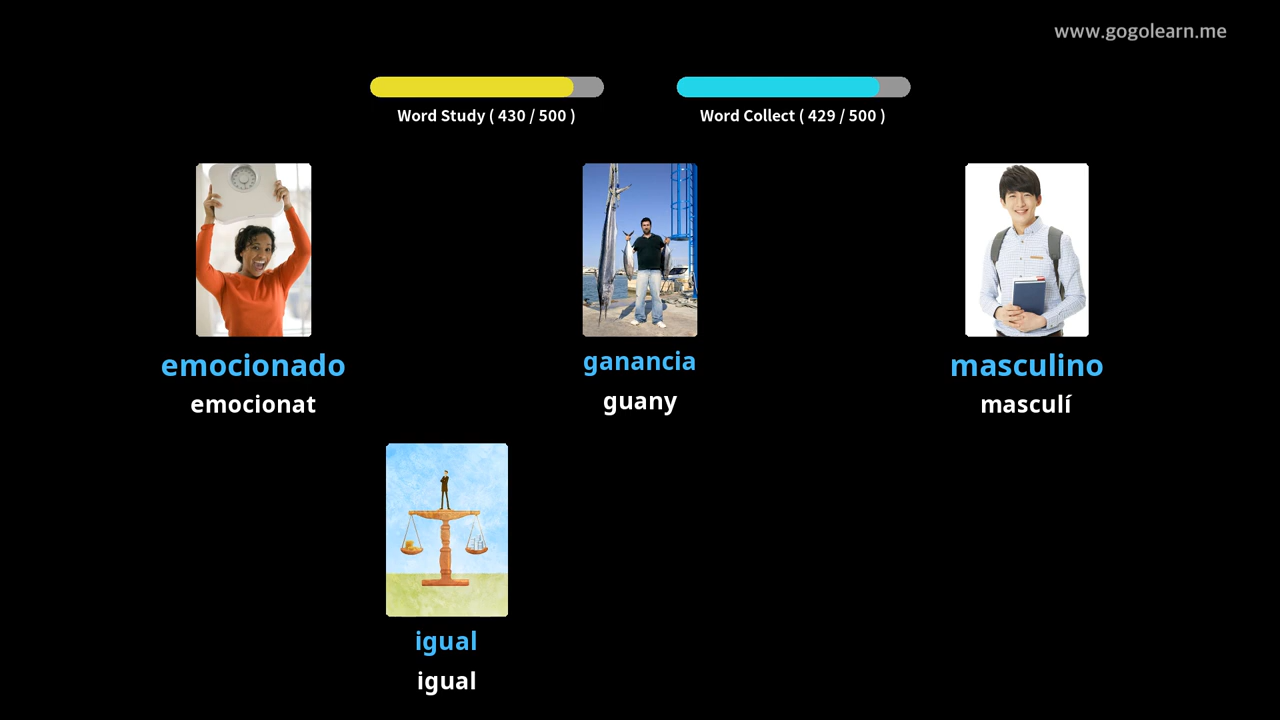 www.gogolearn.me
Word Study ( 430 / 500 )
Word Collect ( 429 / 500 )
emocionado
emocionat
ganancia
guany
masculino
masculí
igual
igual